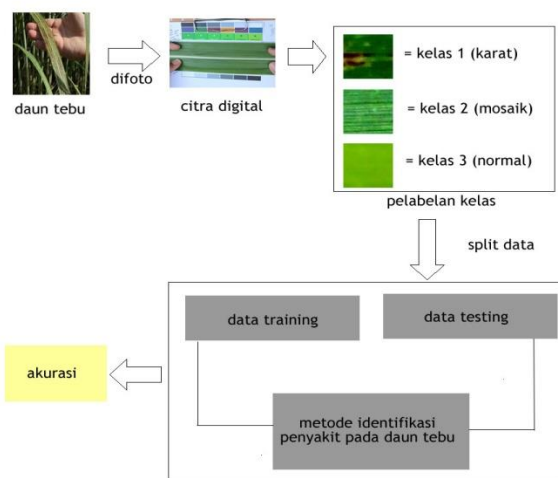 daun tebu
difoto
citra digital
= kelas 1 (karat)
= kelas 2 (mosaik)
= kelas 3 (normal)
pelabelan kelas
split data
data training
data testing
akurasi
metode identifikasi
penyakit pada daun tebu